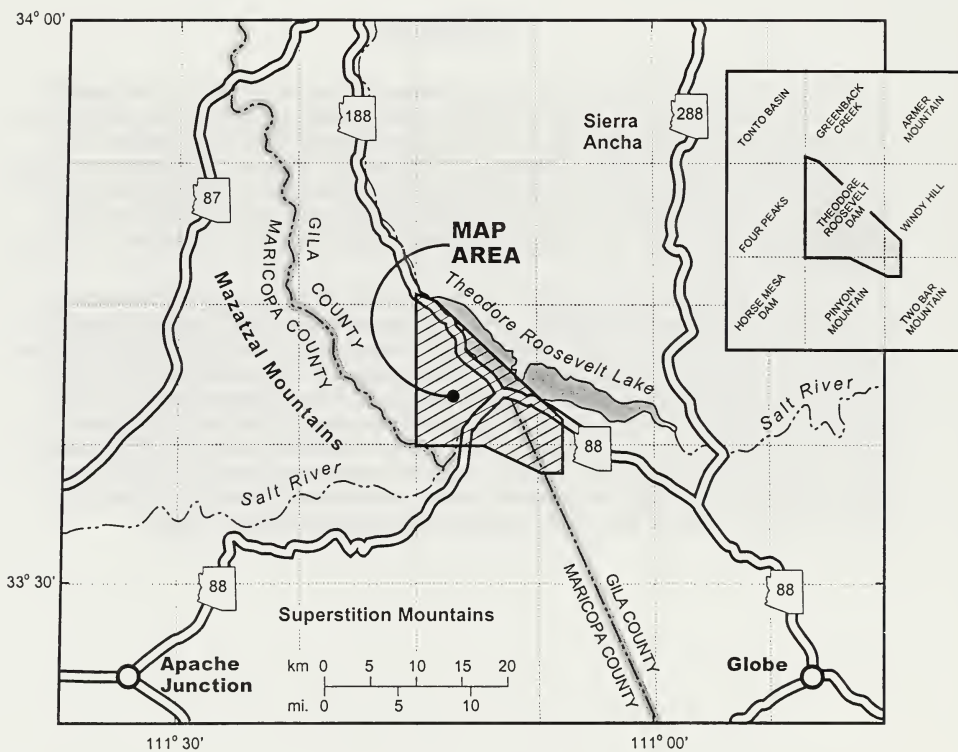 34° 00'
188
Sierra
Ancha
288
87
GILA COUNTY
MARICOPA COUNTY
MAP
AREA
Mazatzal Mountains
Theodore Roosevelt Lake
Salt River
88
Salt River
33° 30'
88
Superstition Mountains
MARICOPA COUNTY
GILA COUNTY
88
km 0 5 10 15 20
mi. 0 5 10
Apache
Junction
Globe
111° 30'
111° 00'
TONTO BASIN
GREENBACK
CREEK
ARMER
MOUNTAIN
FOUR PEAKS
THEODORE
ROOSEVELT
DAM
WINDY HILL
HORSE MESA
DAM
PINYON
MOUNTAIN
TWO BAR
MOUNTAIN